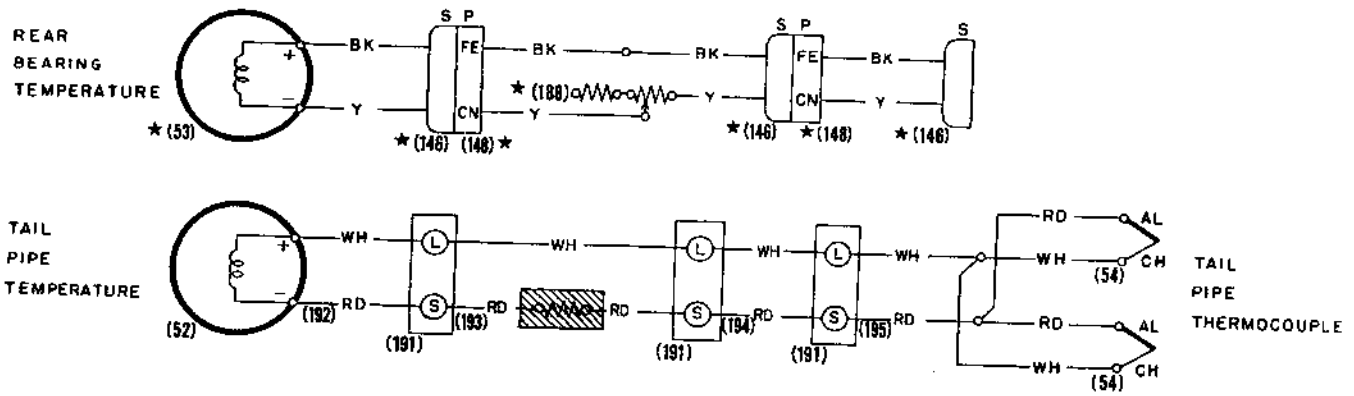 REAR
BEARING
TEMPERATURE
★ (53)
+
BK
–
Y
S P
FE
CN
★ (146) (148) ★
BK
BK
★ (188)
Y
Y
S P
FE
CN
★ (146) ★ (148)
BK
Y
S
★ (146)
TAIL
PIPE
TEMPERATURE
(52)
+
–
(192)
WH
RD
L
S
(191)
(193)
WH
RD
RD
L
S
(191)
(194)
WH
RD
L
S
(191)
(195)
WH
RD
RD
AL
WH
(54)
CH
RD
AL
WH
(54)
CH
TAIL
PIPE
THERMOCOUPLE